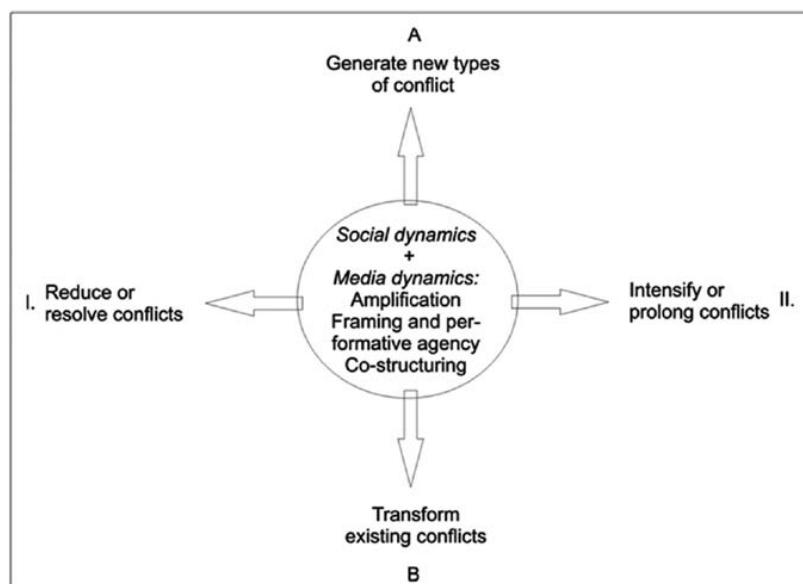 A
Generate new types
of conflict
Social dynamics
+
Media dynamics:
Amplification
Framing and per-
formative agency
Co-structuring
I. Reduce or
resolve conflicts
Intensify or
prolong conflicts II.
Transform
existing conflicts
B